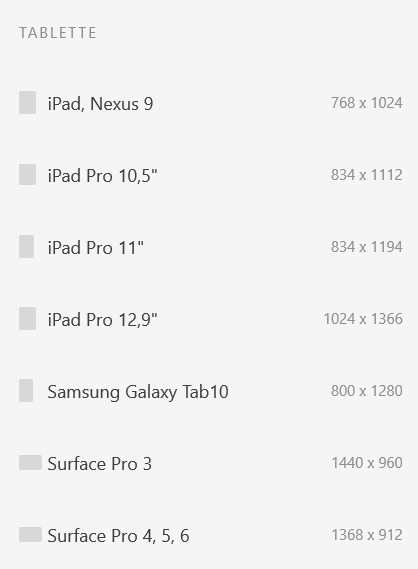 TABLETTE
iPad, Nexus 9 768 x 1024
iPad Pro 10,5" 834 x 1112
iPad Pro 11" 834 x 1194
iPad Pro 12,9" 1024 x 1366
Samsung Galaxy Tab10 800 x 1280
Surface Pro 3 1440 x 960
Surface Pro 4, 5, 6 1368 x 912